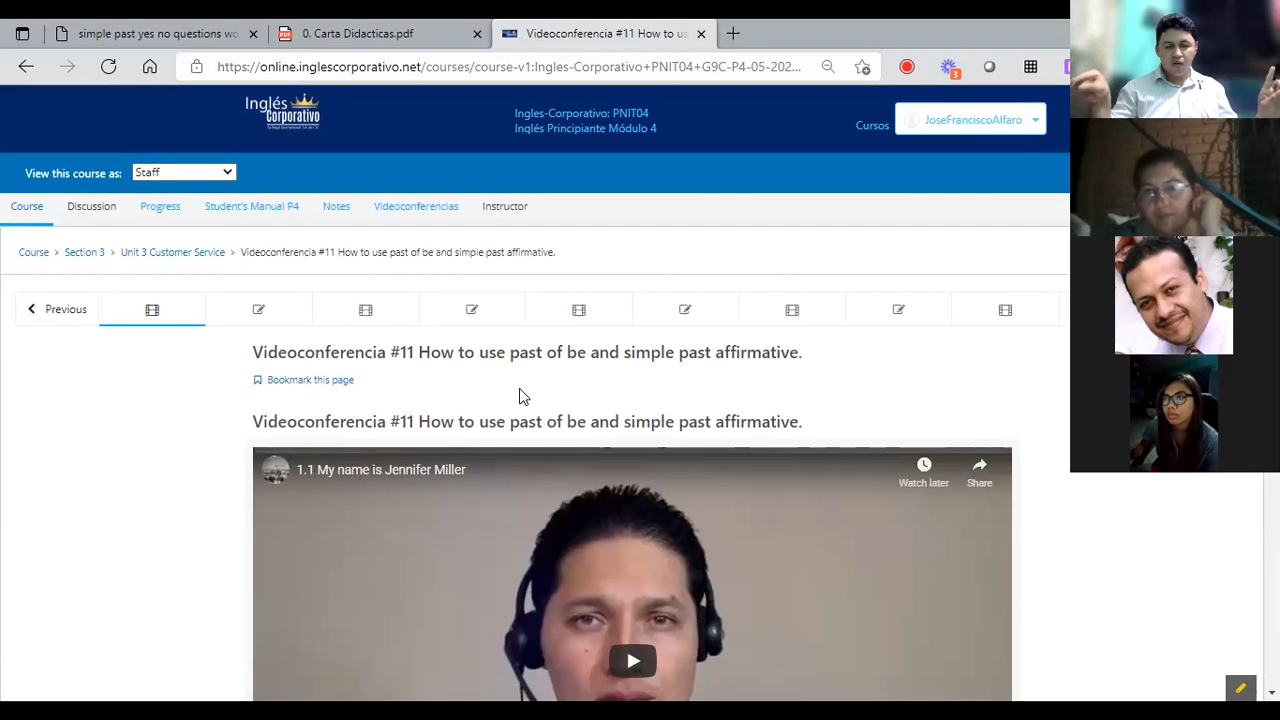 simple past yes no questions wo
0. Carta Didacticas.pdf
Videoconferencia #11 How to us
https://online.inglescorporativo.net/courses/course-v1:Ingles-Corporativo+PNIT04+G9C-P4-05-202...
3
Inglés
Corporativo
Ingles-Corporativo: PNIT04
Inglés Principiante Módulo 4
Cursos
JoseFranciscoAlfaro
View this course as:
Staff
Course
Discussion
Progress
Student's Manual P4
Notes
Videoconferencias
Instructor
Course > Section 3 > Unit 3 Customer Service > Videoconferencia #11 How to use past of be and simple past affirmative.
Previous
Videoconferencia #11 How to use past of be and simple past affirmative.
Bookmark this page
Videoconferencia #11 How to use past of be and simple past affirmative.
1.1 My name is Jennifer Miller
Watch later
Share